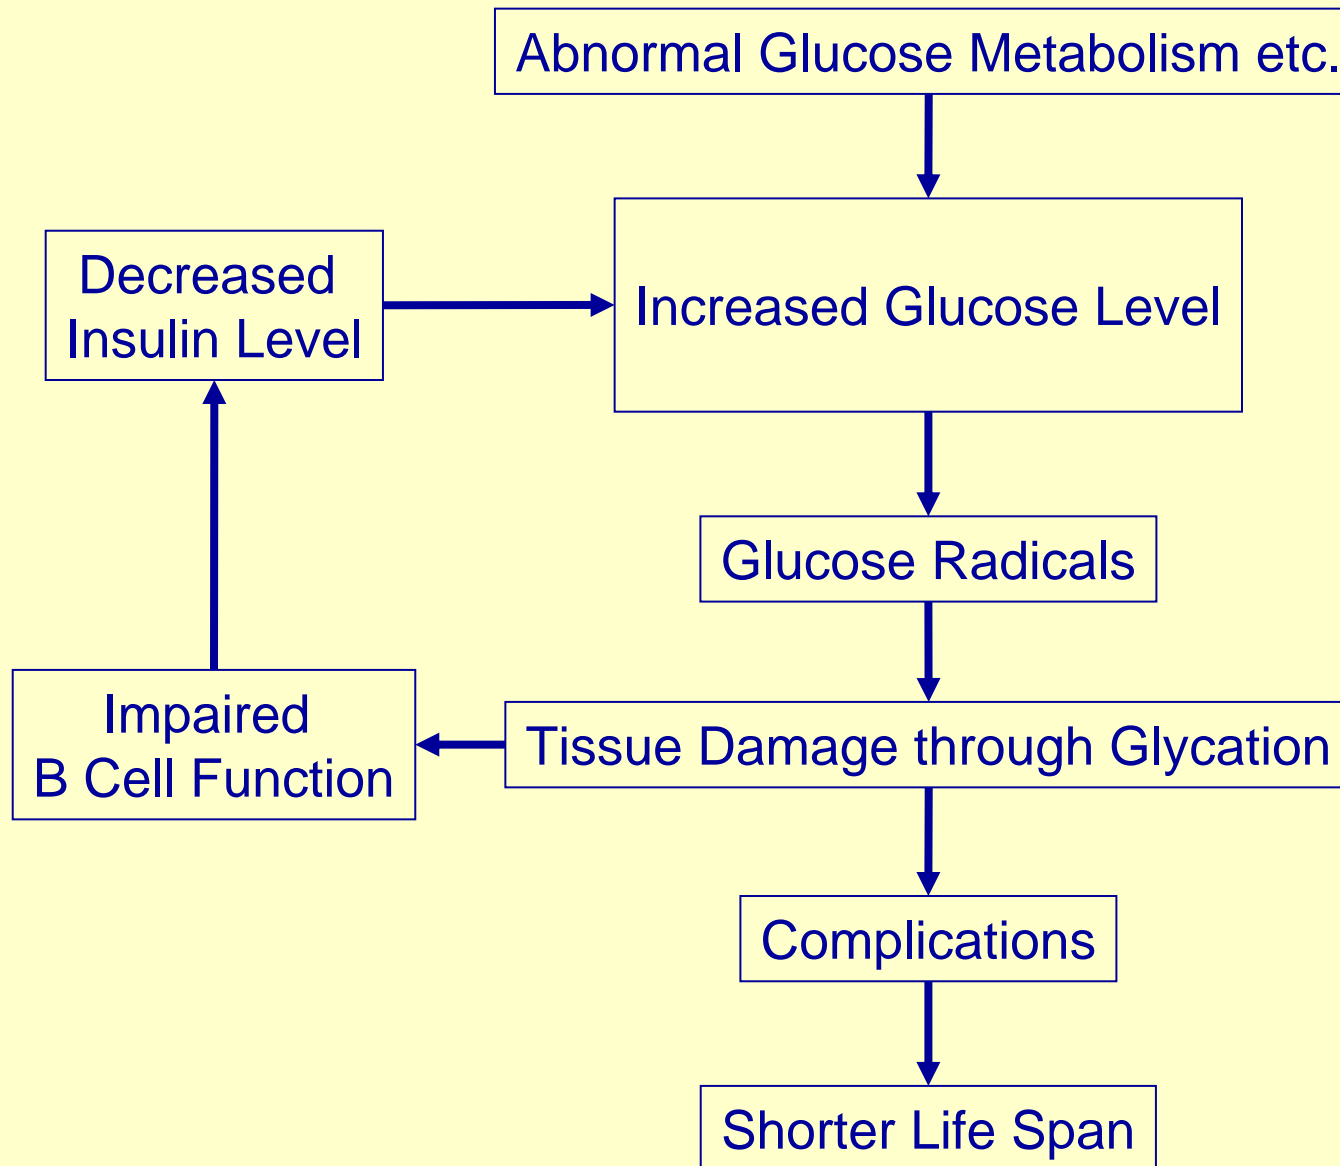 Abnormal Glucose Metabolism etc.
Decreased
Insulin Level
Increased Glucose Level
Glucose Radicals
Impaired
B Cell Function
Tissue Damage through Glycation
Complications
Shorter Life Span